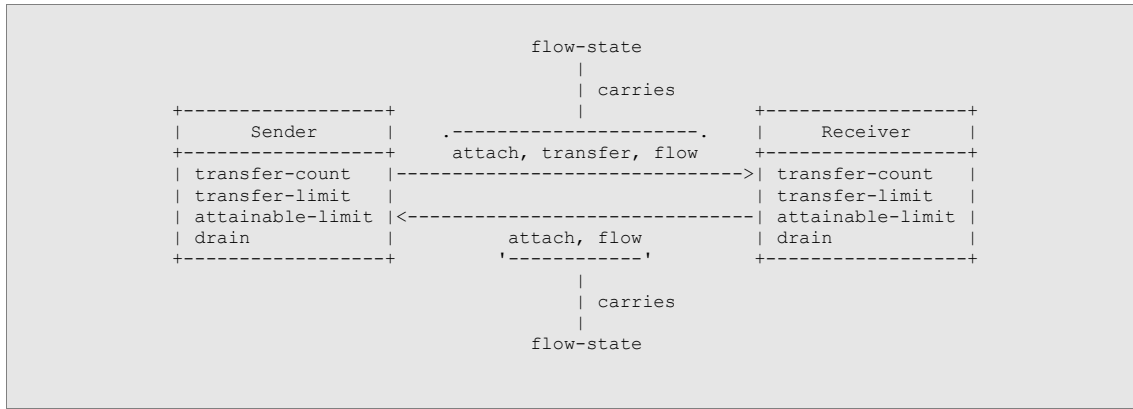 flow-state
|
| carries
+------------------+ | +------------------+
| Sender | .----------------------. | Receiver |
+------------------+ attach, transfer, flow +------------------+
| transfer-count |------------------------------->| transfer-count |
| transfer-limit | | transfer-limit |
| attainable-limit |<-------------------------------| attainable-limit |
| drain | attach, flow | drain |
+------------------+ '------------' +------------------+
|
| carries
|
flow-state